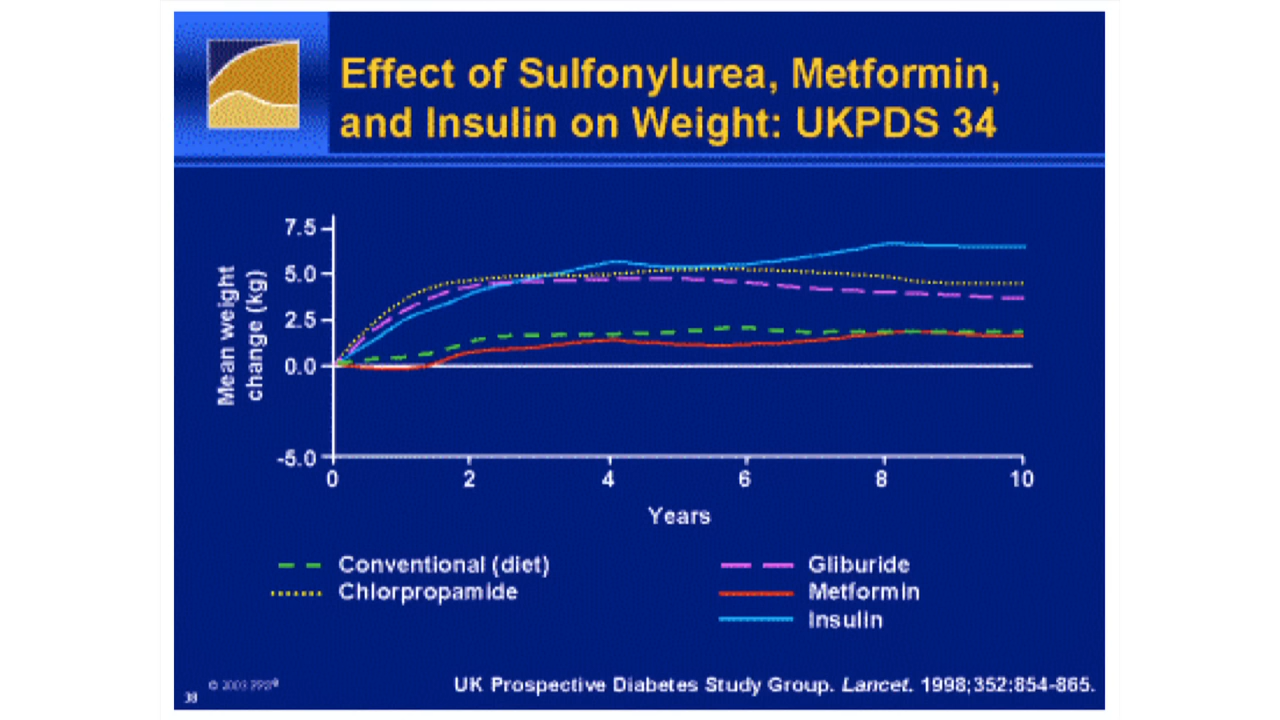 Effect of Sulfonylurea, Metformin,
and Insulin on Weight: UKPDS 34
Mean weight
change (kg)
7.5
5.0
2.5
0.0
-5.0
0
2
4
6
8
10
Years
Conventional (diet)
Chlorpropamide
Gliburide
Metformin
Insulin
38
© 2003
UK Prospective Diabetes Study Group. Lancet. 1998;352:854-865.